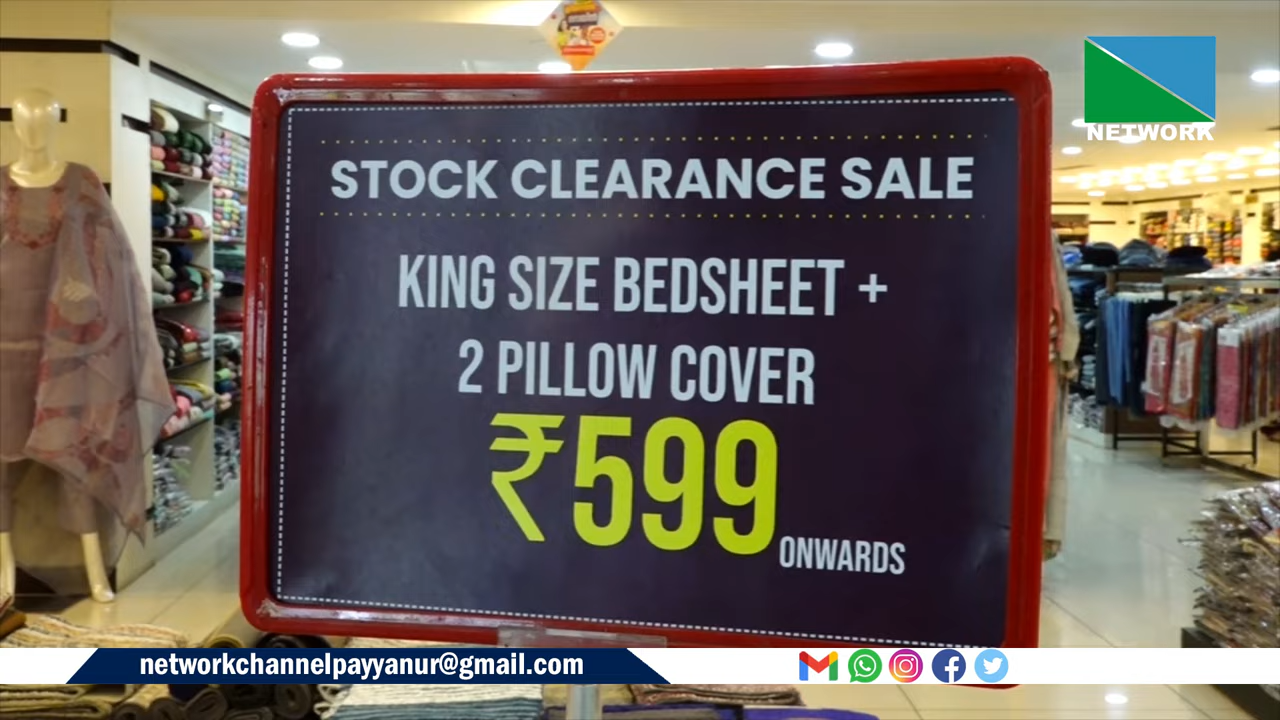 NETWORK
STOCK CLEARANCE SALE
KING SIZE BEDSHEET +
2 PILLOW COVER
₹599
ONWARDS
networkchannelpayyanur@gmail.com